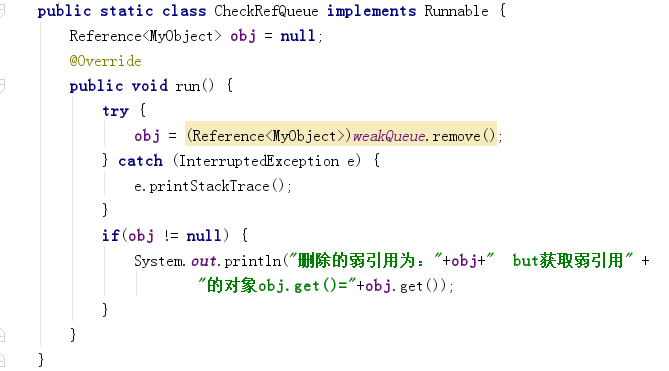 public static class CheckRefQueue implements Runnable {
    Reference<MyObject> obj = null;
    @Override
    public void run() {
        try {
            obj = (Reference<MyObject>)weakQueue.remove();
        } catch (InterruptedException e) {
            e.printStackTrace();
        }
        if(obj != null) {
            System.out.println("删除的弱引用为："+obj+"  but获取弱引用" +
                    "的对象obj.get()="+obj.get());
        }
    }
}